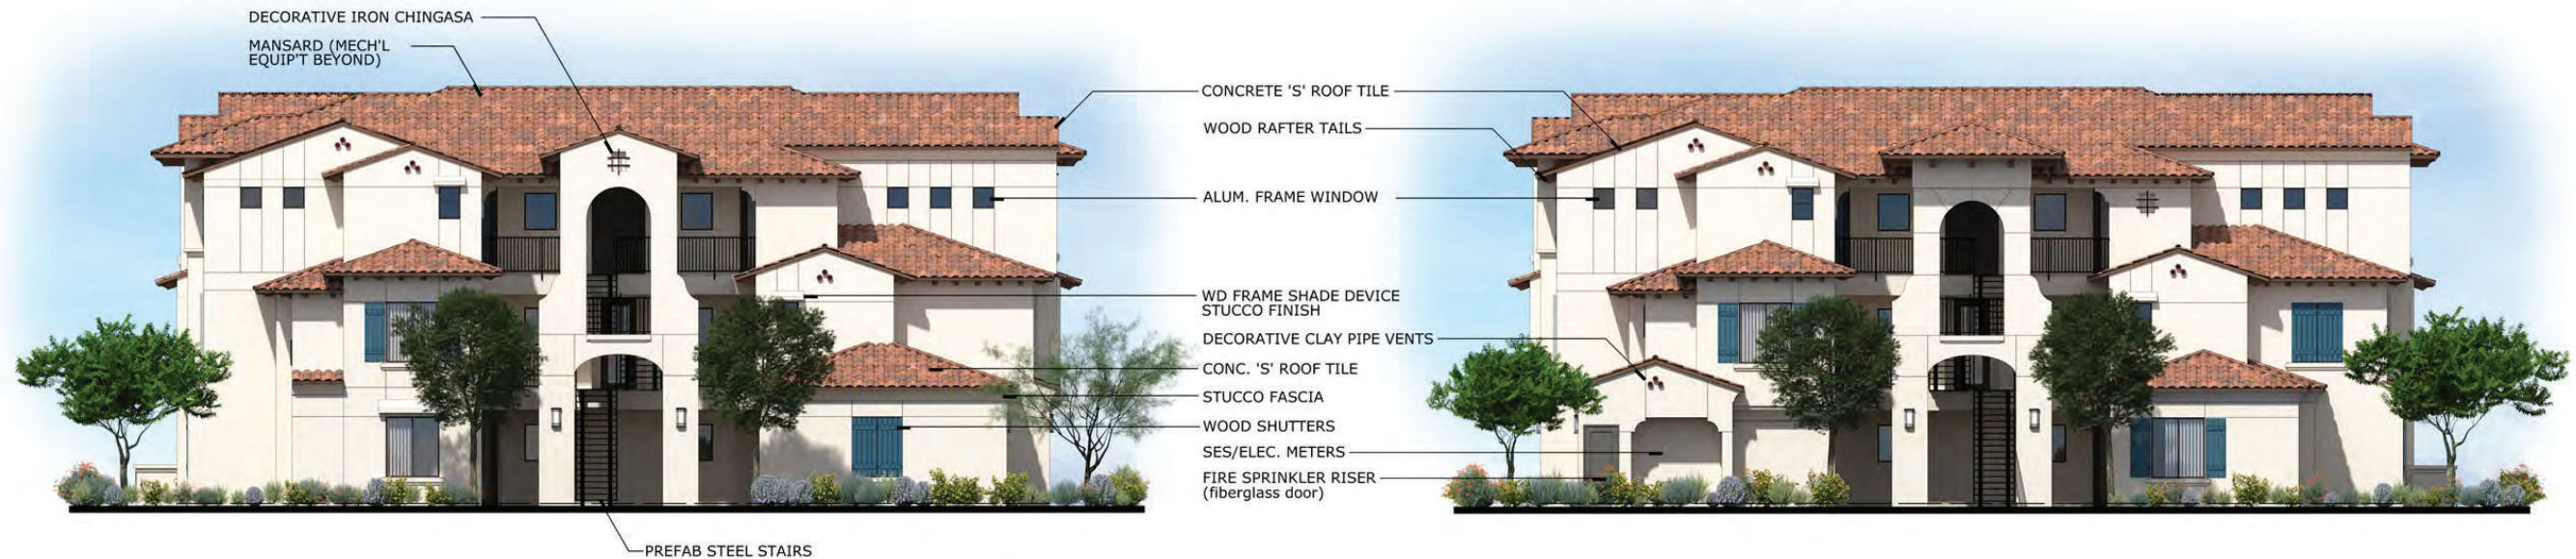 DECORATIVE IRON CHINGASA
MANSARD (MECH'L
EQUIP'T BEYOND)
CONCRETE 'S' ROOF TILE
WOOD RAFTER TAILS
ALUM. FRAME WINDOW
WD FRAME SHADE DEVICE
STUCCO FINISH
DECORATIVE CLAY PIPE VENTS
CONC. 'S' ROOF TILE
STUCCO FASCIA
WOOD SHUTTERS
SES/ELEC. METERS
FIRE SPRINKLER RISER
(fiberglass door)
PREFAB STEEL STAIRS